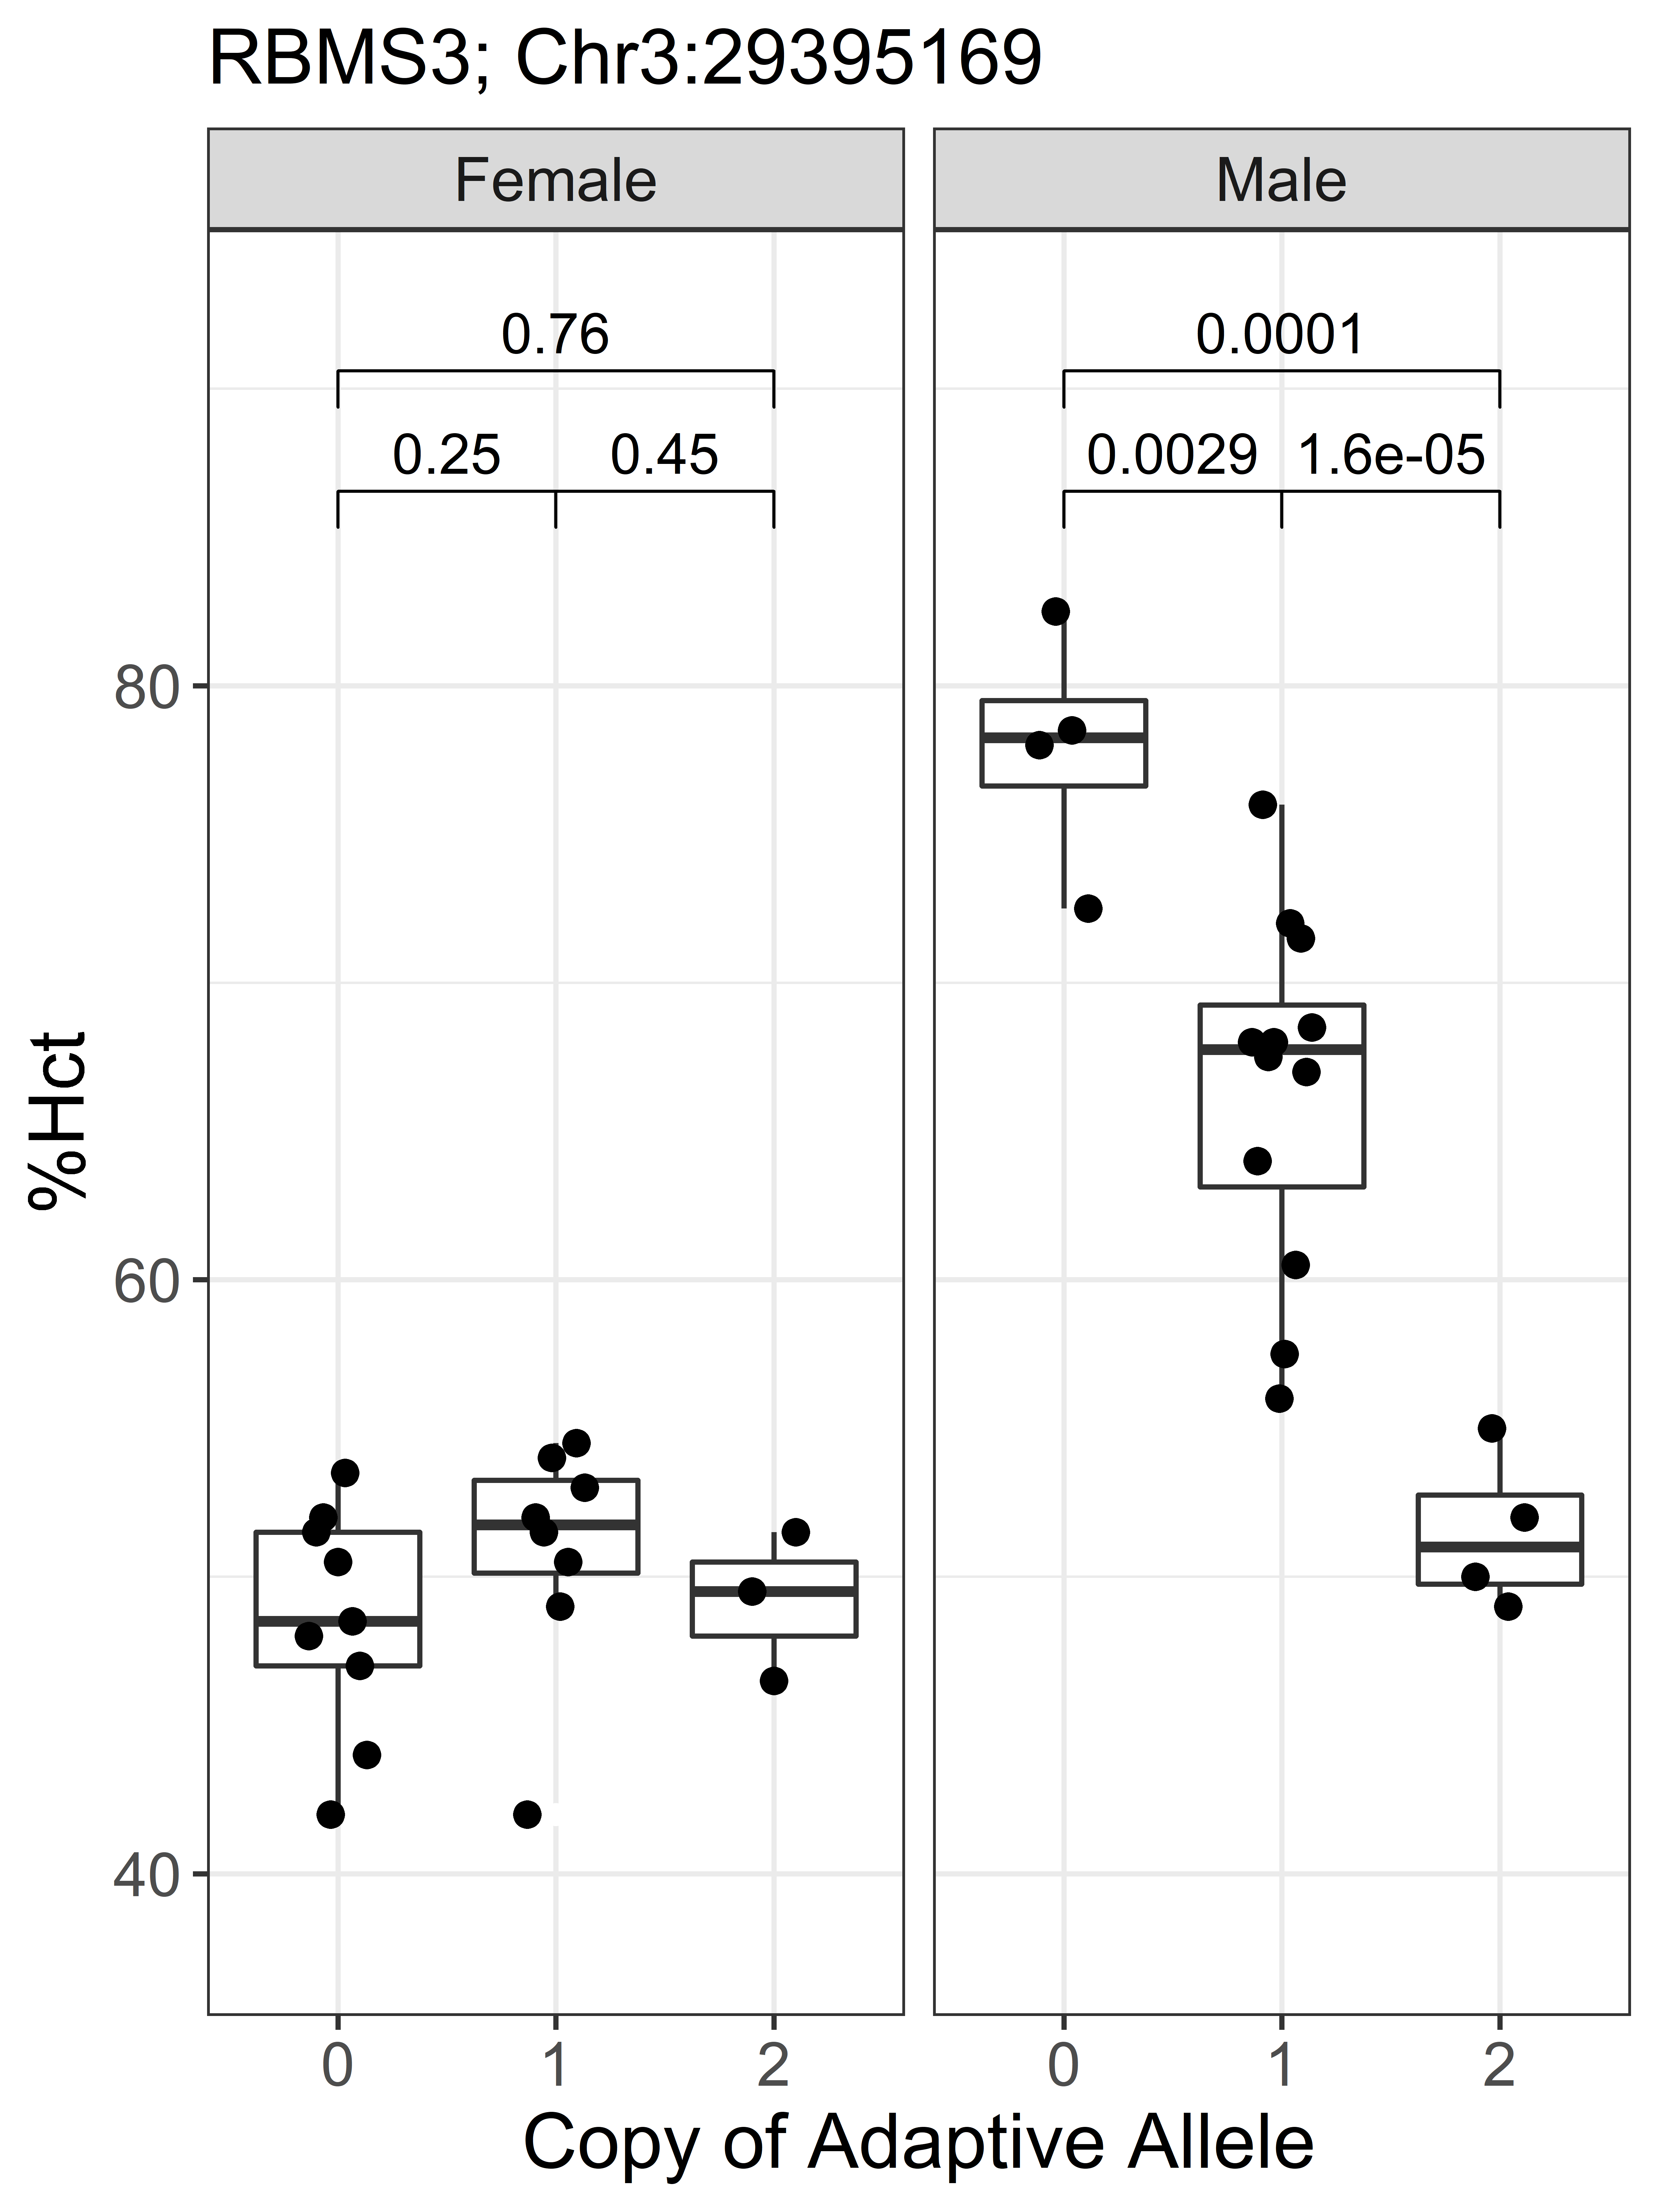 RBMS3; Chr3:29395169
Female Male
0.76 0.0001
0.25 0.45 0.0029 1.6e-05
80
%Hct
60
40
0 1 2 0 1 2
Copy of Adaptive Allele